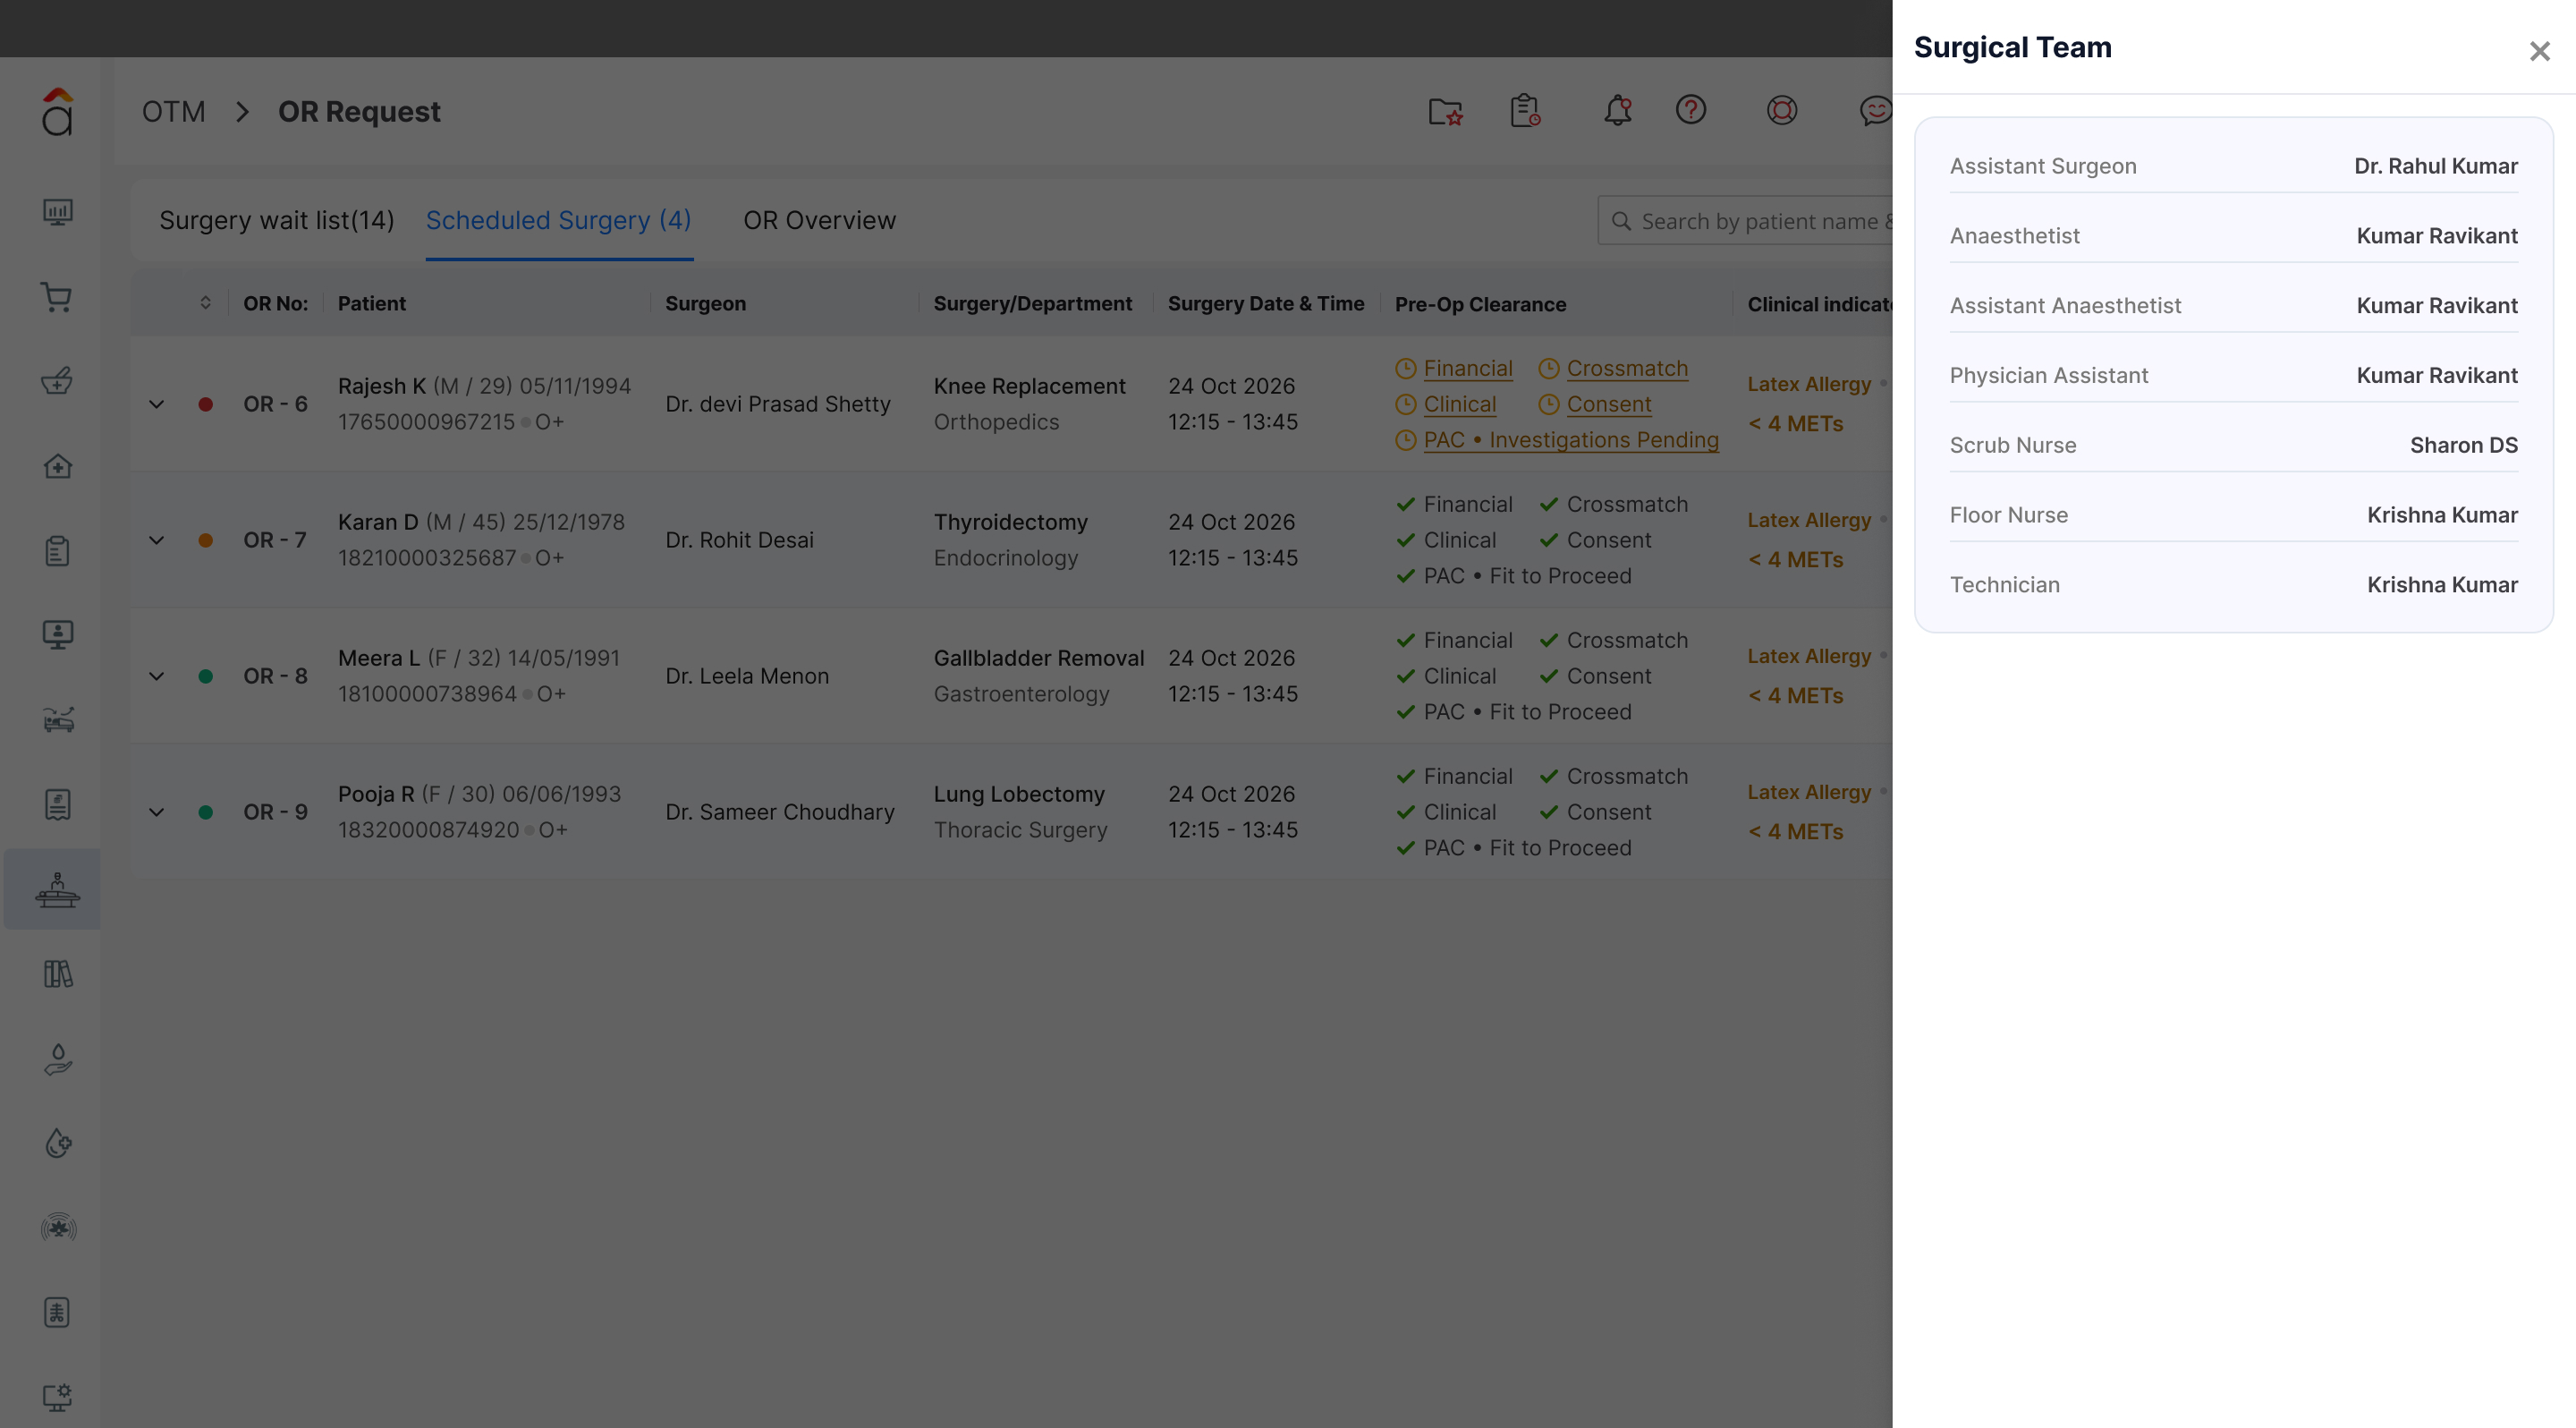 OTM > OR Request
Surgery wait list(14) Scheduled Surgery (4) OR Overview
Search by patient name &
OR No: Patient Surgeon Surgery/Department Surgery Date & Time Pre-Op Clearance Clinical indicat
OR - 6
Rajesh K (M / 29) 05/11/1994
17650000967215 O+
Dr. devi Prasad Shetty
Knee Replacement
Orthopedics
24 Oct 2026
12:15 - 13:45
Financial Crossmatch
Clinical Consent
PAC • Investigations Pending
Latex Allergy
< 4 METs
OR - 7
Karan D (M / 45) 25/12/1978
18210000325687 O+
Dr. Rohit Desai
Thyroidectomy
Endocrinology
24 Oct 2026
12:15 - 13:45
Financial Crossmatch
Clinical Consent
PAC • Fit to Proceed
Latex Allergy
< 4 METs
OR - 8
Meera L (F / 32) 14/05/1991
18100000738964 O+
Dr. Leela Menon
Gallbladder Removal
Gastroenterology
24 Oct 2026
12:15 - 13:45
Financial Crossmatch
Clinical Consent
PAC • Fit to Proceed
Latex Allergy
< 4 METs
OR - 9
Pooja R (F / 30) 06/06/1993
18320000874920 O+
Dr. Sameer Choudhary
Lung Lobectomy
Thoracic Surgery
24 Oct 2026
12:15 - 13:45
Financial Crossmatch
Clinical Consent
PAC • Fit to Proceed
Latex Allergy
< 4 METs
Surgical Team
Assistant Surgeon Dr. Rahul Kumar
Anaesthetist Kumar Ravikant
Assistant Anaesthetist Kumar Ravikant
Physician Assistant Kumar Ravikant
Scrub Nurse Sharon DS
Floor Nurse Krishna Kumar
Technician Krishna Kumar